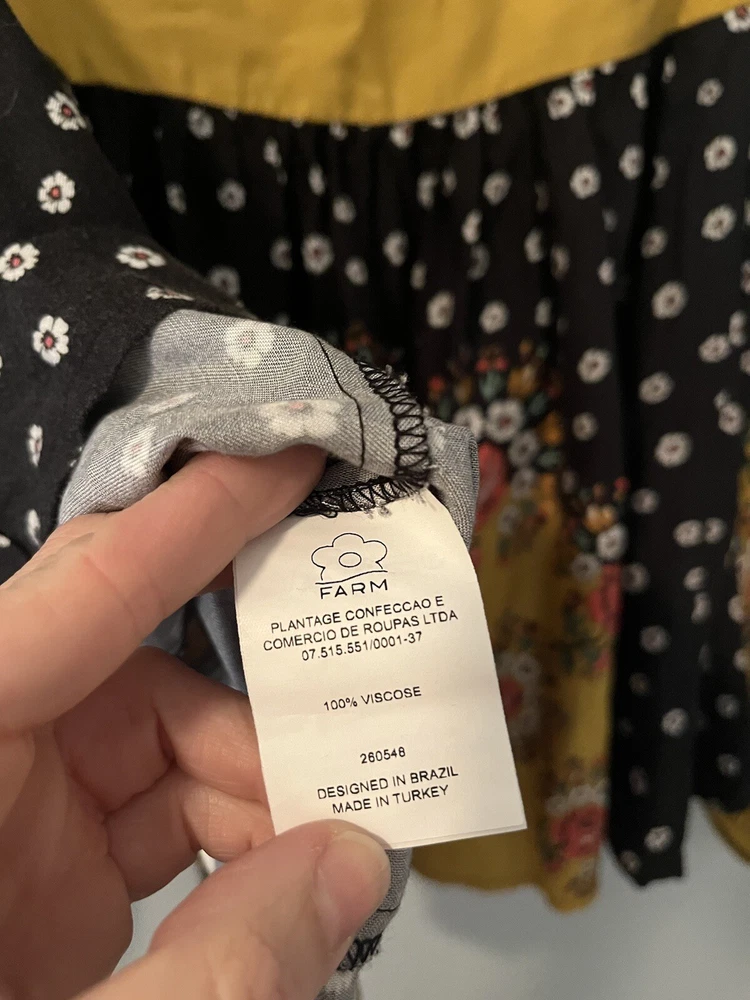 FARM
PLANTAGE CONFECCAO E
COMERCIO DE ROUPAS LTDA
07.515.551/0001-37
100% VISCOSE
260548
DESIGNED IN BRAZIL
MADE IN TURKEY